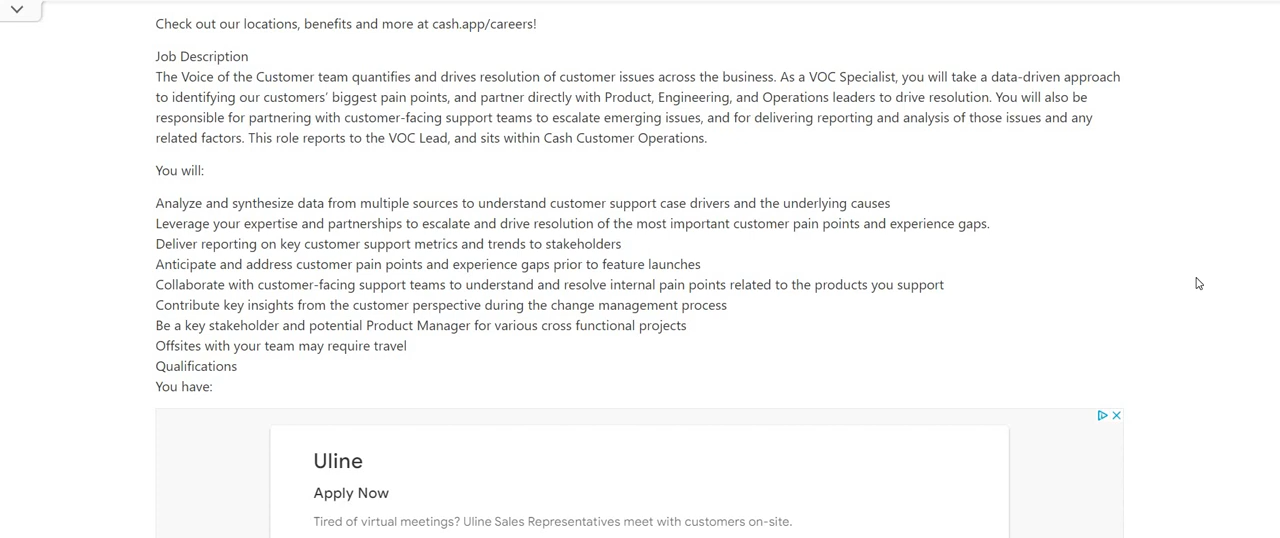 Check out our locations, benefits and more at cash.app/careers!
Job Description
The Voice of the Customer team quantifies and drives resolution of customer issues across the business. As a VOC Specialist, you will take a data-driven approach
to identifying our customers’ biggest pain points, and partner directly with Product, Engineering, and Operations leaders to drive resolution. You will also be
responsible for partnering with customer-facing support teams to escalate emerging issues, and for delivering reporting and analysis of those issues and any
related factors. This role reports to the VOC Lead, and sits within Cash Customer Operations.
You will:
Analyze and synthesize data from multiple sources to understand customer support case drivers and the underlying causes
Leverage your expertise and partnerships to escalate and drive resolution of the most important customer pain points and experience gaps.
Deliver reporting on key customer support metrics and trends to stakeholders
Anticipate and address customer pain points and experience gaps prior to feature launches
Collaborate with customer-facing support teams to understand and resolve internal pain points related to the products you support
Contribute key insights from the customer perspective during the change management process
Be a key stakeholder and potential Product Manager for various cross functional projects
Offsites with your team may require travel
Qualifications
You have:
Uline
Apply Now
Tired of virtual meetings? Uline Sales Representatives meet with customers on-site.